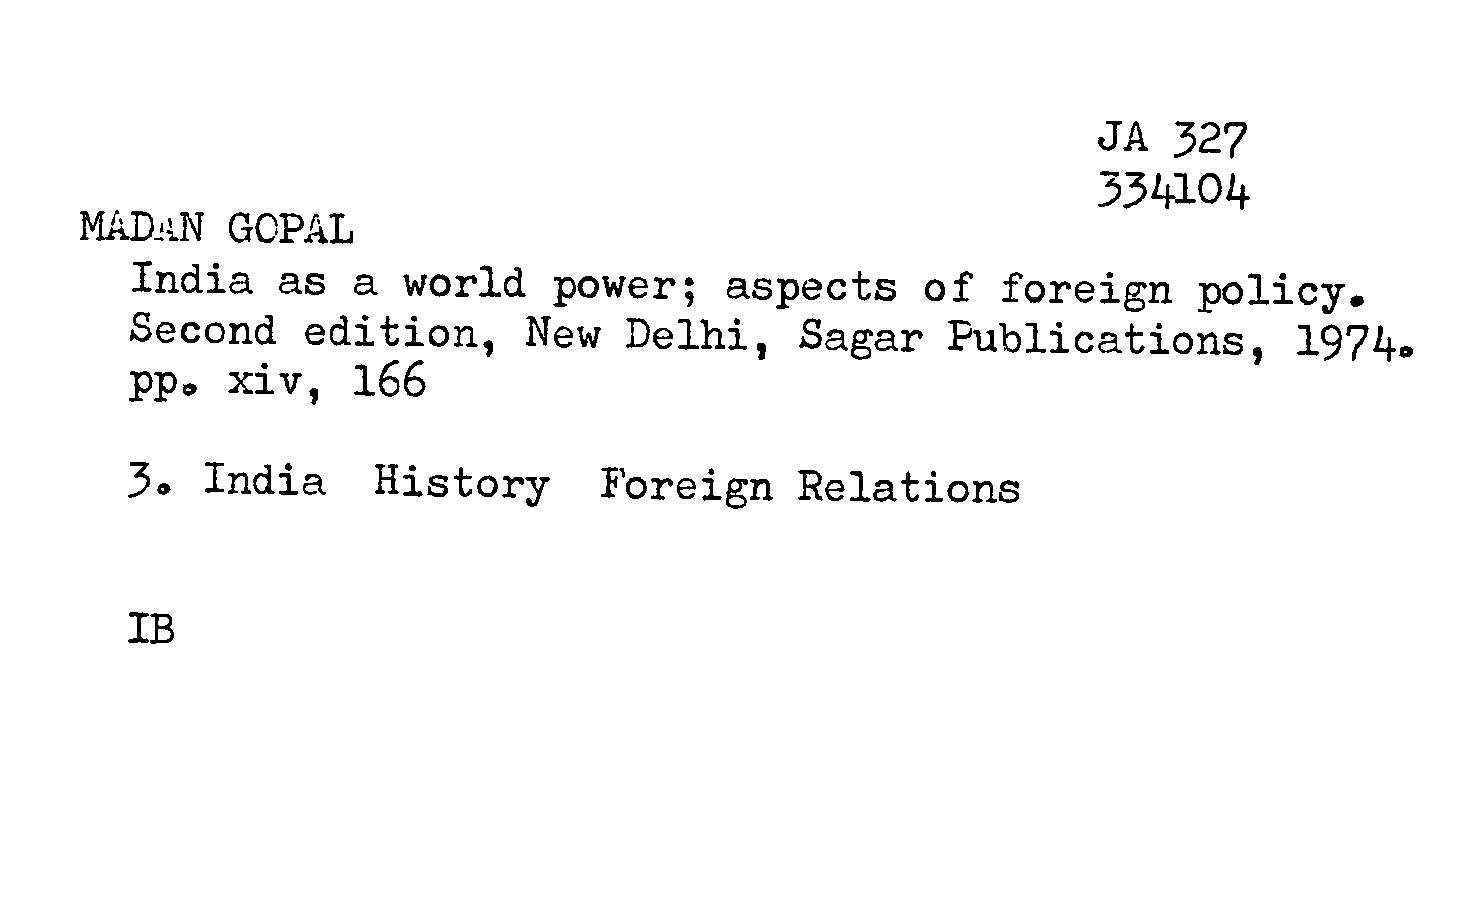 JA 327
334104
MADAN GOPAL
India as a world power; aspects of foreign policy.
Second edition, New Delhi, Sagar Publications, 1974.
pp. xiv, 166
3. India History Foreign Relations
IB